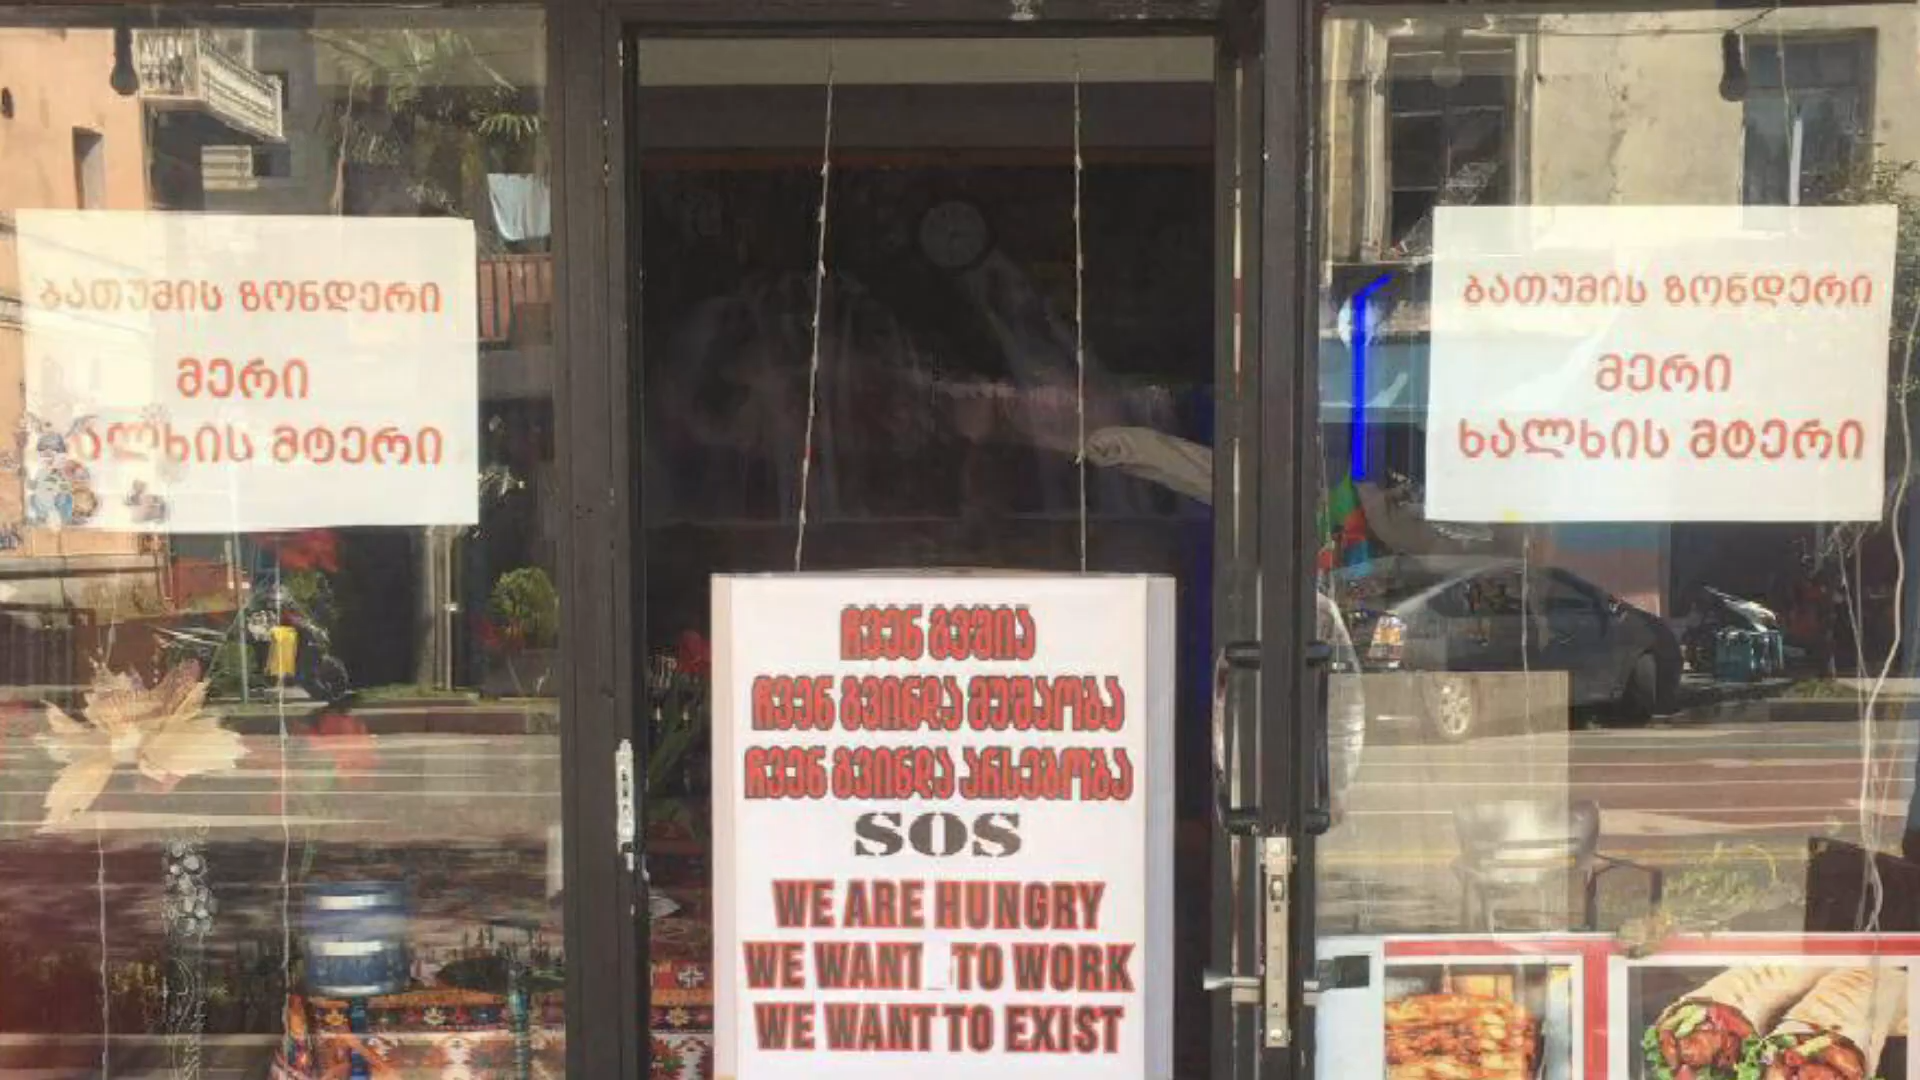 ბათუმის ზონდერი
მერი
ხალხის მტერი
ჩვენ გვშია
ჩვენ გვინდა მუშაობა
ჩვენ გვინდა არსებობა
SOS
WE ARE HUNGRY
WE WANT TO WORK
WE WANT TO EXIST
ბათუმის ზონდერი
მერი
ხალხის მტერი